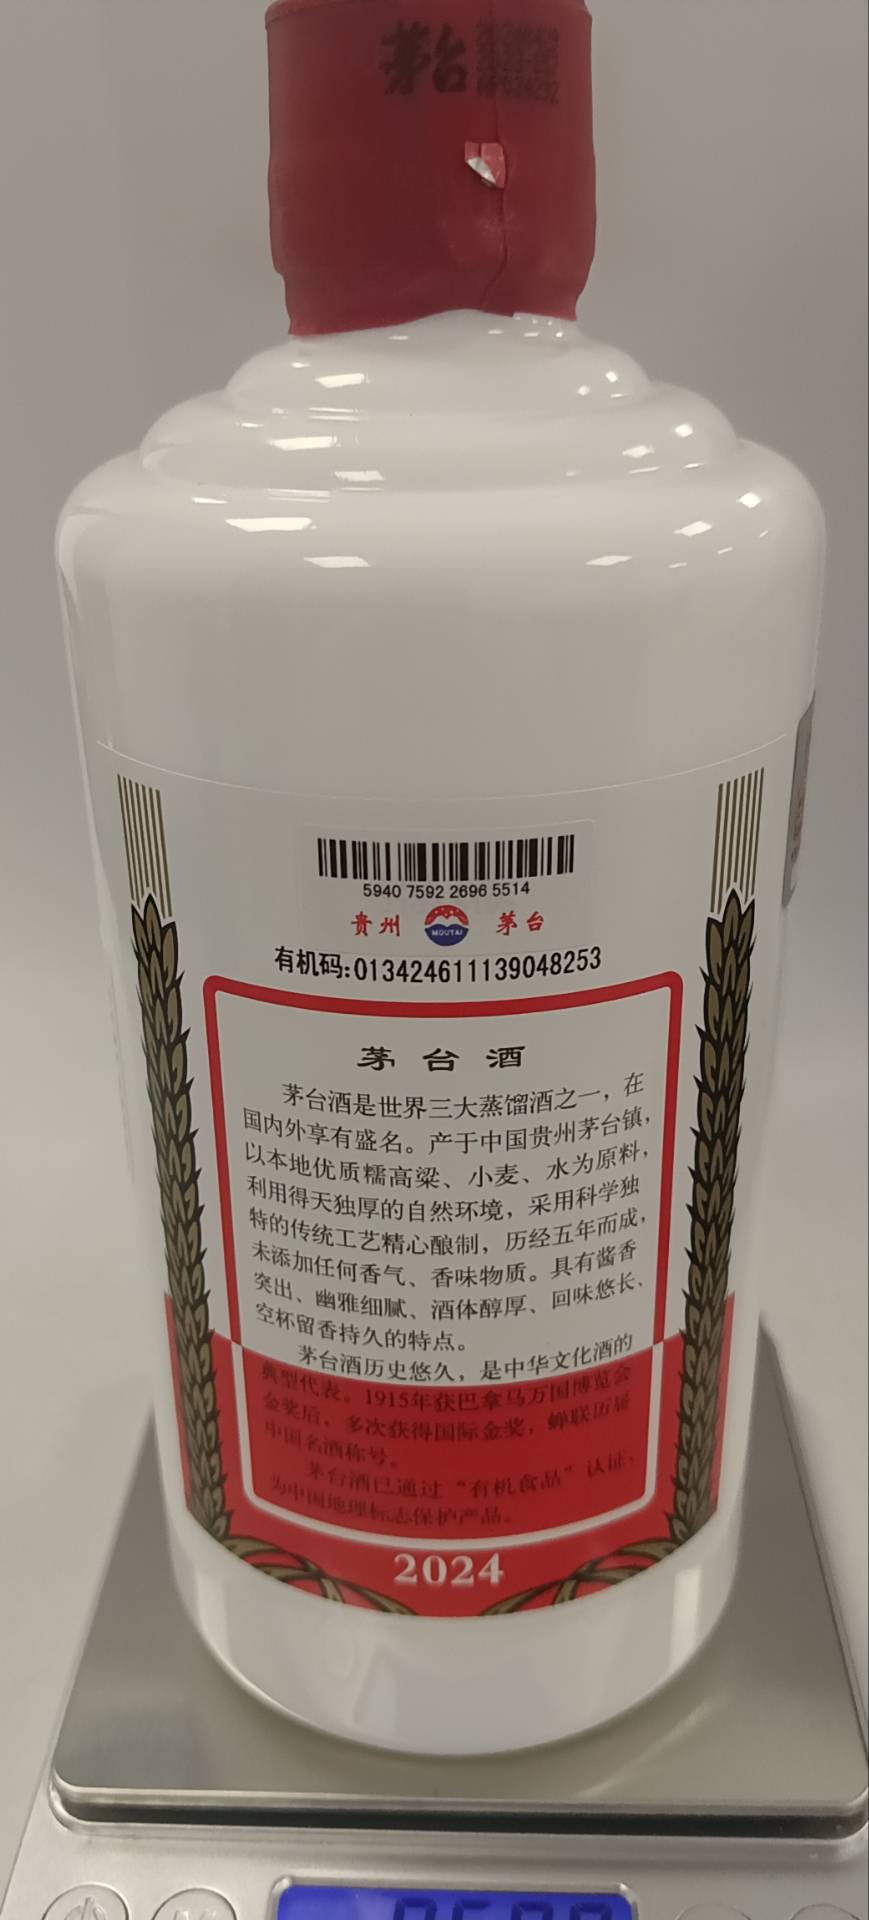 茅台
5940 7592 2696 5514
贵州 MOUTAI 茅台
有机码:013424611139048253
茅台酒
茅台酒是世界三大蒸馏酒之一，在
国内外享有盛名。产于中国贵州茅台镇，
以本地优质糯高粱、小麦、水为原料，
利用得天独厚的自然环境，采用科学独
特的传统工艺精心酿制，历经五年而成，
未添加任何香气、香味物质。具有酱香
突出、幽雅细腻、酒体醇厚、回味悠长、
空杯留香持久的特点。
茅台酒历史悠久，是中华文化酒的
典型代表。1915年获巴拿马万国博览会
金奖后，多次获得国际金奖，蝉联历届
中国名酒称号。
茅台酒已通过“有机食品”认证，
为中国地理标志保护产品。
2024